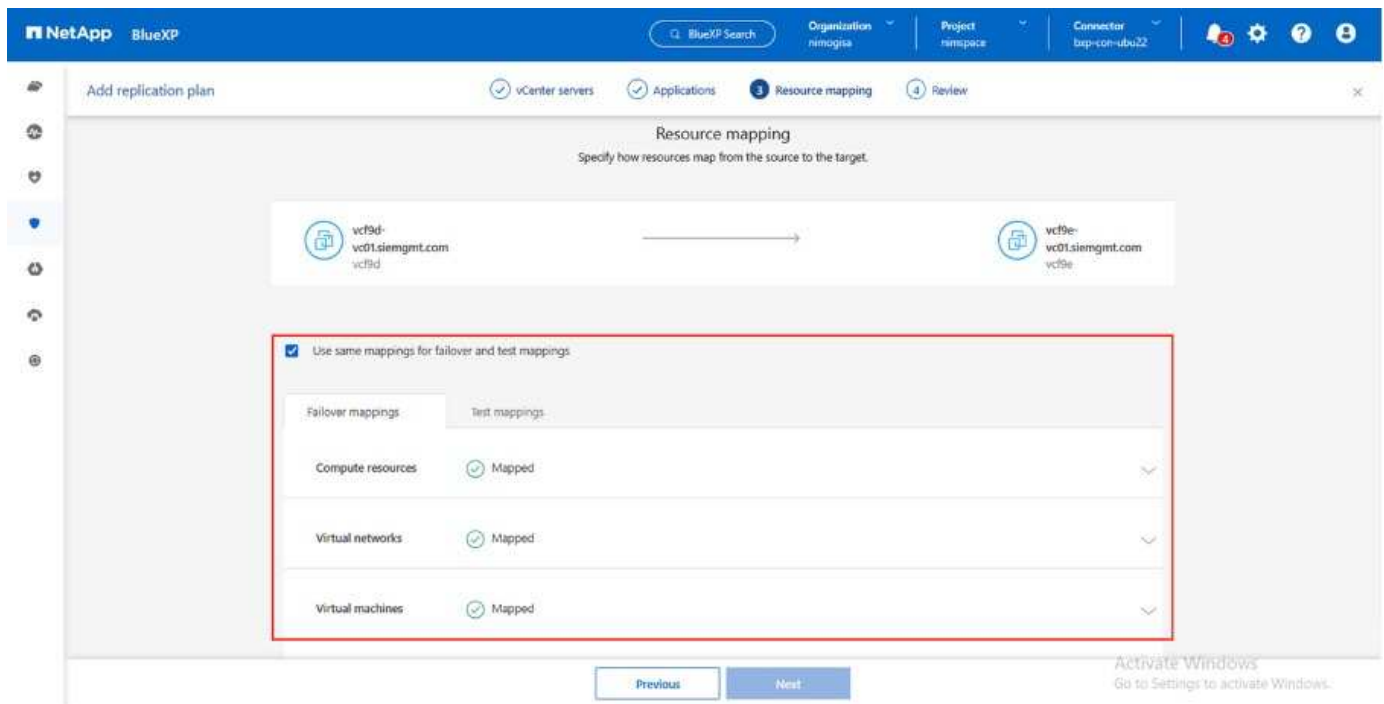 NetApp BlueXP
BlueXP Search
Organization
nimogisa
Project
nimspace
Connector
bxp-con-ubu22
4
Add replication plan
vCenter servers
Applications
3 Resource mapping
4 Review
Resource mapping
Specify how resources map from the source to the target.
vcf9d-
vc01.siemgmt.com
vcf9d
vcf9e-
vc01.siemgmt.com
vcf9e
Use same mappings for failover and test mappings
Failover mappings
Test mappings
Compute resources
Mapped
Virtual networks
Mapped
Virtual machines
Mapped
Previous
Next
Activate Windows
Go to Settings to activate Windows.